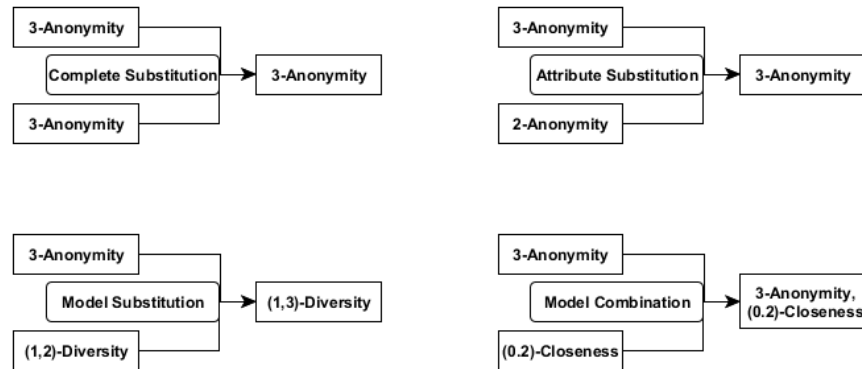 3-Anonymity
Complete Substitution
3-Anonymity
3-Anonymity
3-Anonymity
Attribute Substitution
3-Anonymity
2-Anonymity
3-Anonymity
Model Substitution
(1,3)-Diversity
(1,2)-Diversity
3-Anonymity
Model Combination
3-Anonymity,
(0.2)-Closeness
(0.2)-Closeness